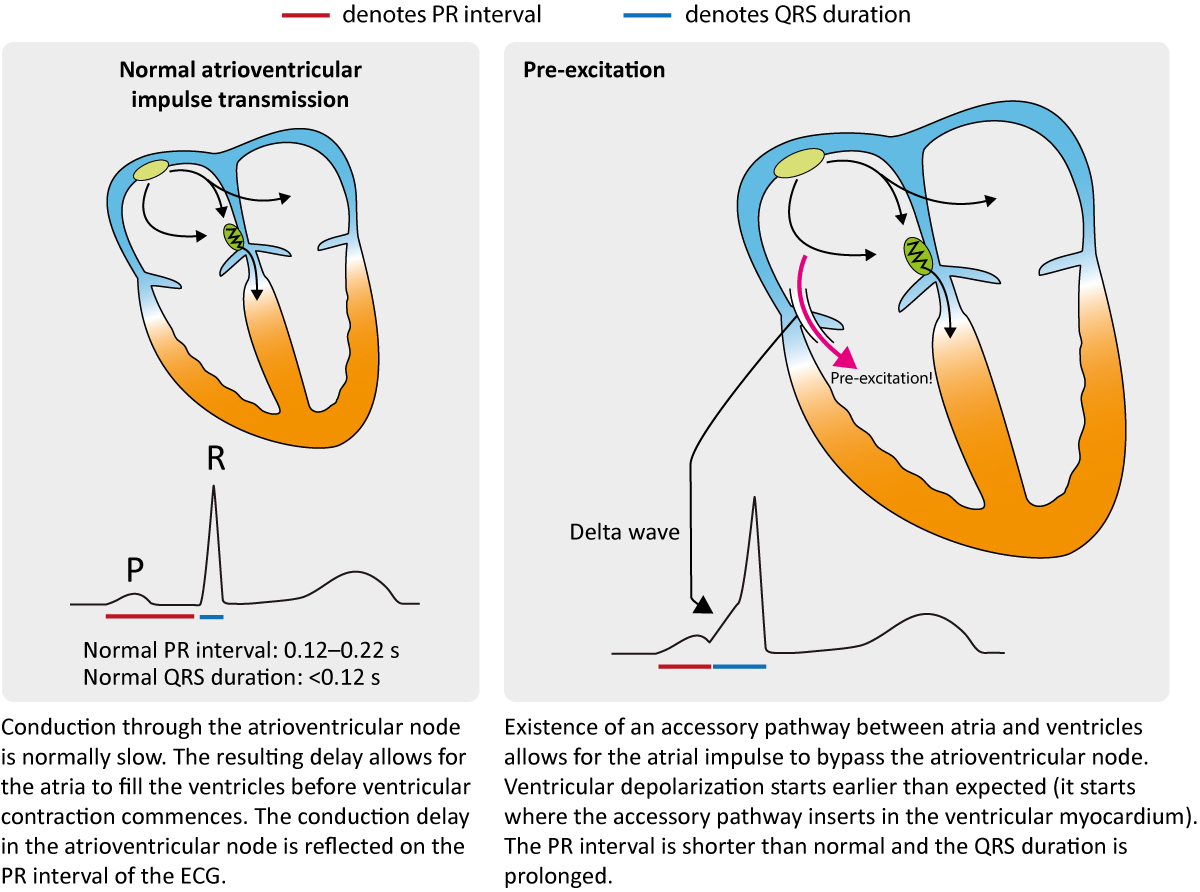 denotes PR interval
denotes QRS duration
Normal atrioventricular
impulse transmission
R
P
Normal PR interval: 0.12–0.22 s
Normal QRS duration: <0.12 s
Conduction through the atrioventricular node
is normally slow. The resulting delay allows for
the atria to fill the ventricles before ventricular
contraction commences. The conduction delay
in the atrioventricular node is reflected on the
PR interval of the ECG.
Pre-excitation
Pre-excitation!
Delta wave
Existence of an accessory pathway between atria and ventricles
allows for the atrial impulse to bypass the atrioventricular node.
Ventricular depolarization starts earlier than expected (it starts
where the accessory pathway inserts in the ventricular myocardium).
The PR interval is shorter than normal and the QRS duration is
prolonged.